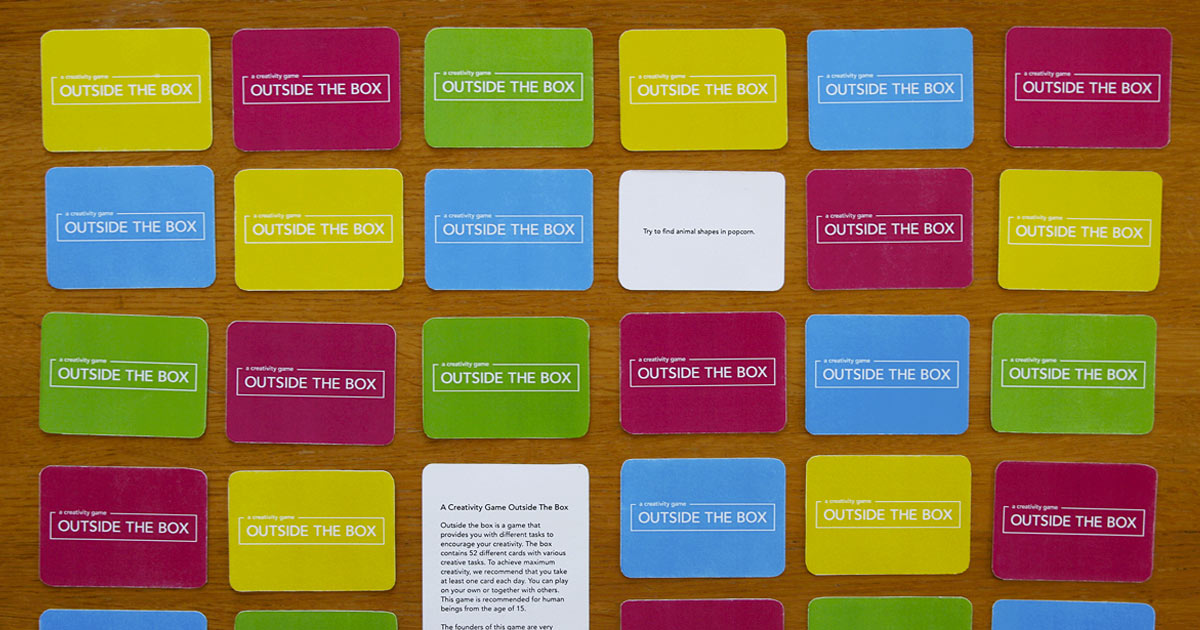 a creativity game
OUTSIDE THE BOX
a creativity game
OUTSIDE THE BOX
a creativity game
OUTSIDE THE BOX
a creativity game
OUTSIDE THE BOX
a creativity game
OUTSIDE THE BOX
a creativity game
OUTSIDE THE BOX
a creativity game
OUTSIDE THE BOX
a creativity game
OUTSIDE THE BOX
a creativity game
OUTSIDE THE BOX
Try to find animal shapes in popcorn.
a creativity game
OUTSIDE THE BOX
a creativity game
OUTSIDE THE BOX
a creativity game
OUTSIDE THE BOX
a creativity game
OUTSIDE THE BOX
a creativity game
OUTSIDE THE BOX
a creativity game
OUTSIDE THE BOX
a creativity game
OUTSIDE THE BOX
a creativity game
OUTSIDE THE BOX
a creativity game
OUTSIDE THE BOX
a creativity game
OUTSIDE THE BOX
A Creativity Game Outside The Box
Outside the box is a game that
provides you with different tasks to
encourage your creativity. The box
contains 52 different cards with various
creative tasks. To achieve maximum
creativity, we recommend that you take
at least one card each day. You can play
on your own or together with others.
This game is recommended for human
beings from the age of 15.
The founders of this game are very
a creativity game
OUTSIDE THE BOX
a creativity game
OUTSIDE THE BOX
a creativity game
OUTSIDE THE BOX